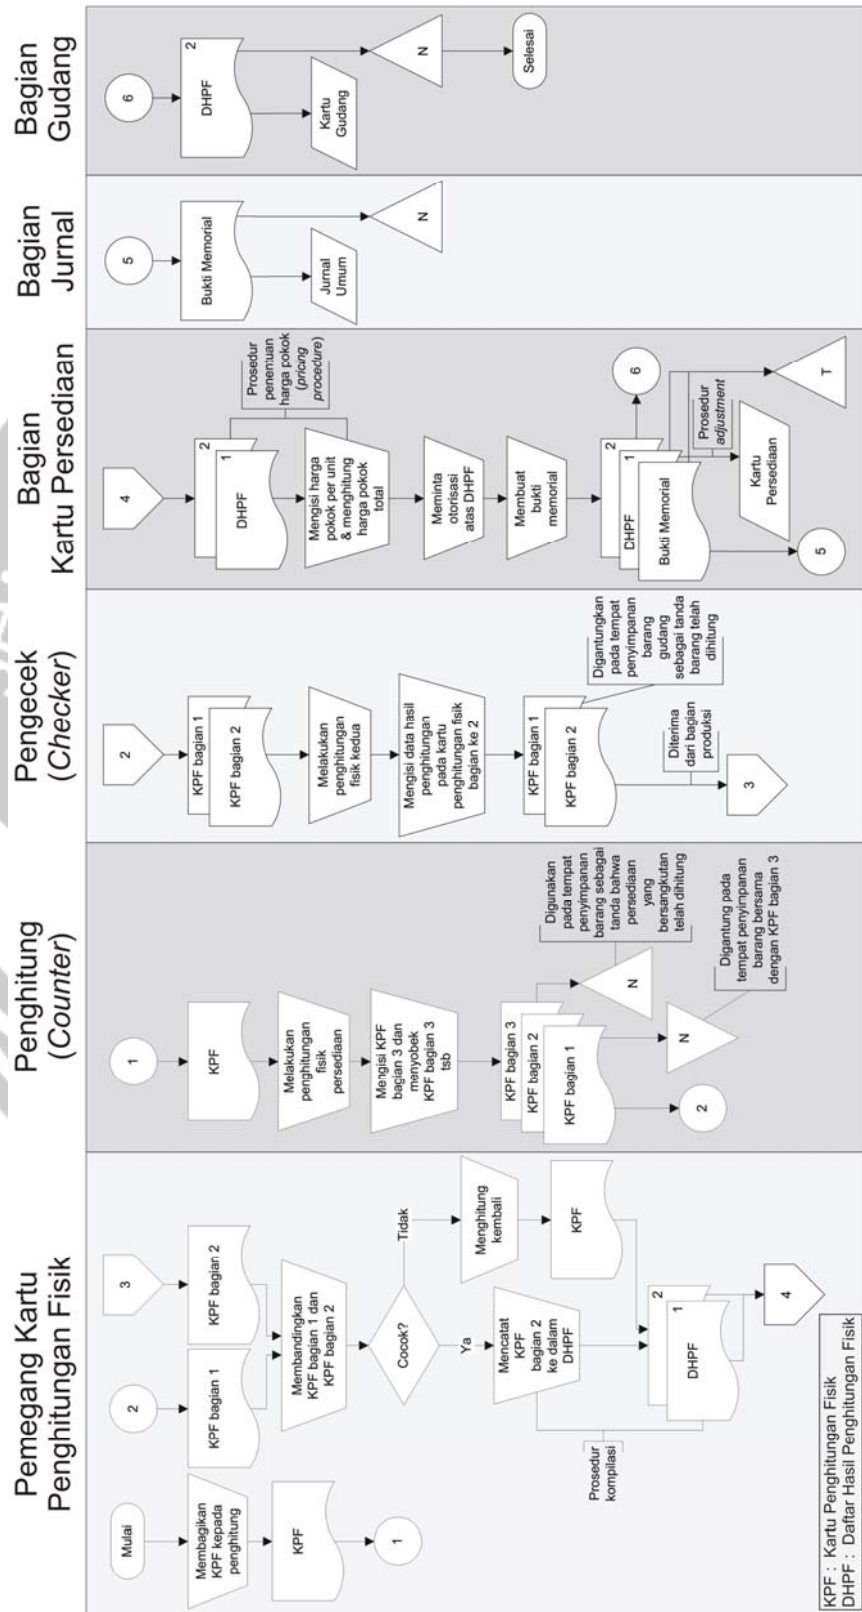 Pemegang Kartu
Penghitungan Fisik
Mulai
Membagikan
KPF kepada
penghitung
KPF
1
2
KPF bagian 1
3
KPF bagian 2
Membandingkan
KPF bagian 1 dan
KPF bagian 2
Cocok?
Tidak
Ya
Menghitung
kembali
KPF
Mencatat
KPF
bagian 2
ke dalam
DHPF
Prosedur
kompilasi
2
1
DHPF
4
KPF : Kartu Penghitungan Fisik
DHPF : Daftar Hasil Penghitungan Fisik
Penghitung
(Counter)
1
KPF
Melakukan
penghitungan
fisik
persediaan
Mengisi KPF
bagian 3 dan
menyobek
KPF bagian 3
tsb
KPF bagian 3
KPF bagian 2
KPF bagian 1
2
N
N
Digunakan
pada tempat
penyimpanan
barang sebagai
tanda bahwa
persediaan
yang
bersangkutan
telah dihitung
Digantung pada
tempat penyimpanan
barang bersama
dengan KPF bagian 3
Pengecek
(Checker)
2
KPF bagian 1
KPF bagian 2
Melakukan
penghitungan
fisik kedua
Mengisi data hasil
penghitungan
pada kartu
penghitungan fisik
bagian ke 2
KPF bagian 1
KPF bagian 2
Digantungkan
pada tempat
penyimpanan
barang
gudang
sebagai tanda
barang telah
dihitung
Diterima
dari bagian
produksi
3
Bagian
Kartu Persediaan
4
2
1
DHPF
Prosedur
penentuan
harga pokok
(pricing
procedure)
Mengisi harga
pokok per unit
& menghitung
harga pokok
total
Meminta
otorisasi
atas DHPF
Membuat
bukti
memorial
2
1
DHPF
Bukti Memorial
6
Prosedur
adjustment
Kartu
Persediaan
T
5
Bagian
Jurnal
5
Bukti Memorial
Jurnal
Umum
N
Bagian
Gudang
6
2
DHPF
Kartu
Gudang
N
Selesai